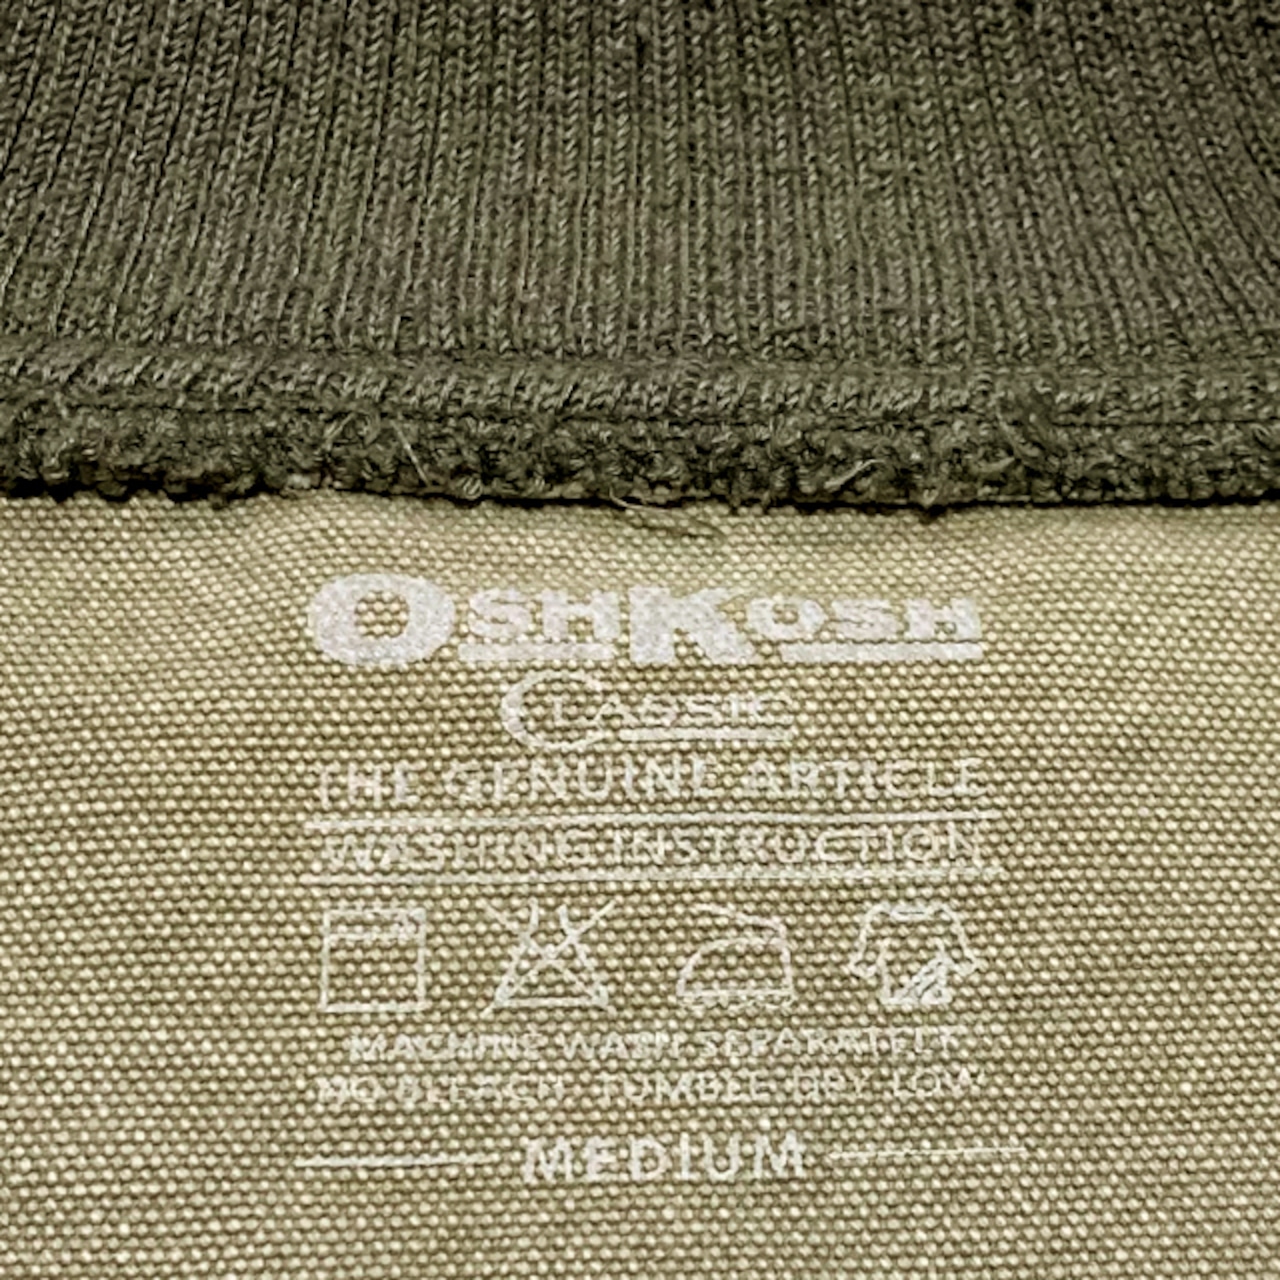 OSHKOSH
CLASSIC
THE GENUINE ARTICLE
WASHING INSTRUCTION
MACHINE WASH SEPARATELY
NO BLEACH TUMBLE DRY LOW
MEDIUM